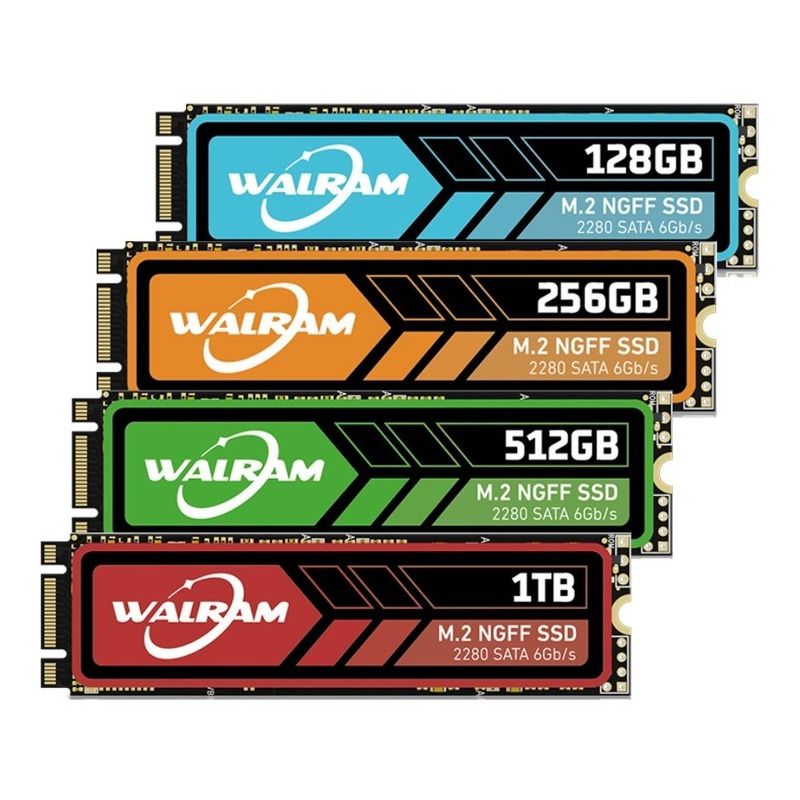 WALRAM
128GB
M.2 NGFF SSD
2280 SATA 6Gb/s
WALRAM
256GB
M.2 NGFF SSD
2280 SATA 6Gb/s
WALRAM
512GB
M.2 NGFF SSD
2280 SATA 6Gb/s
WALRAM
1TB
M.2 NGFF SSD
2280 SATA 6Gb/s